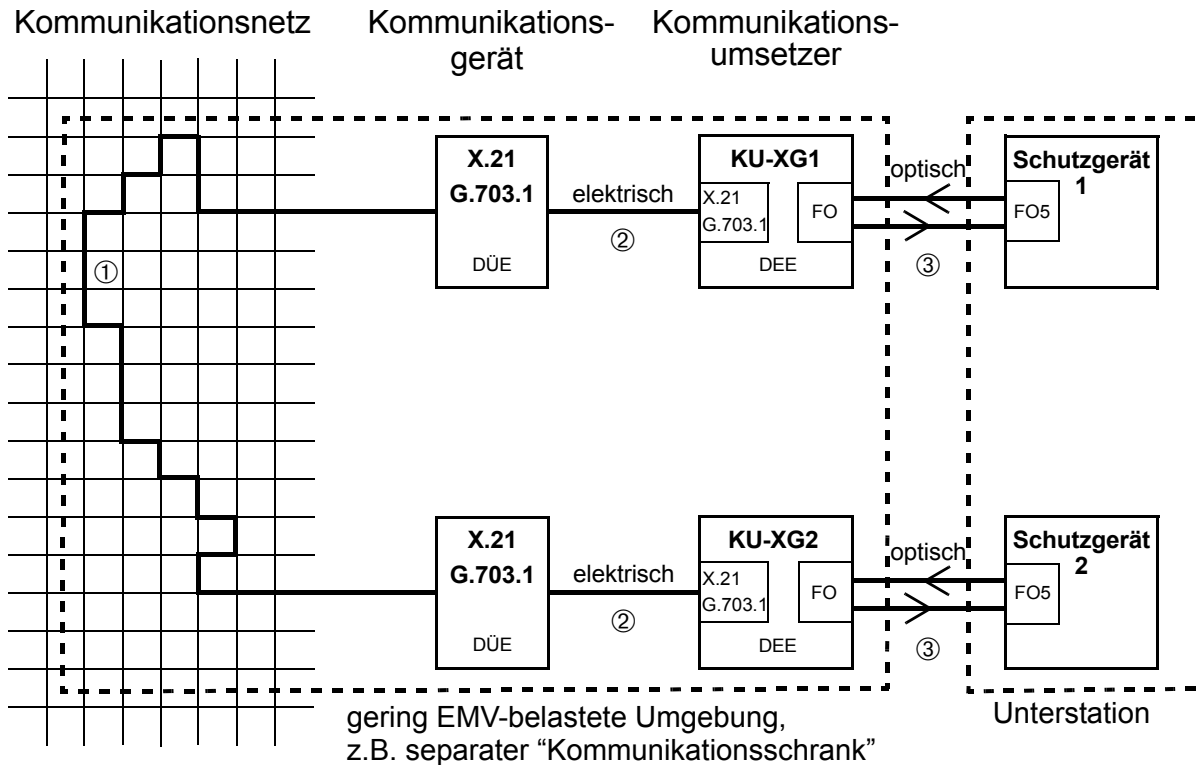 Kommunikationsnetz
Kommunikations-
gerät
Kommunikations-
umsetzer
①
X.21
G.703.1
DÜE
elektrisch
②
KU-XG1
X.21
G.703.1
FO
DEE
optisch
③
Schutzgerät
1
FO5
X.21
G.703.1
DÜE
elektrisch
②
KU-XG2
X.21
G.703.1
FO
DEE
optisch
③
Schutzgerät
2
FO5
gering EMV-belastete Umgebung,
z.B. separater “Kommunikationsschrank”
Unterstation